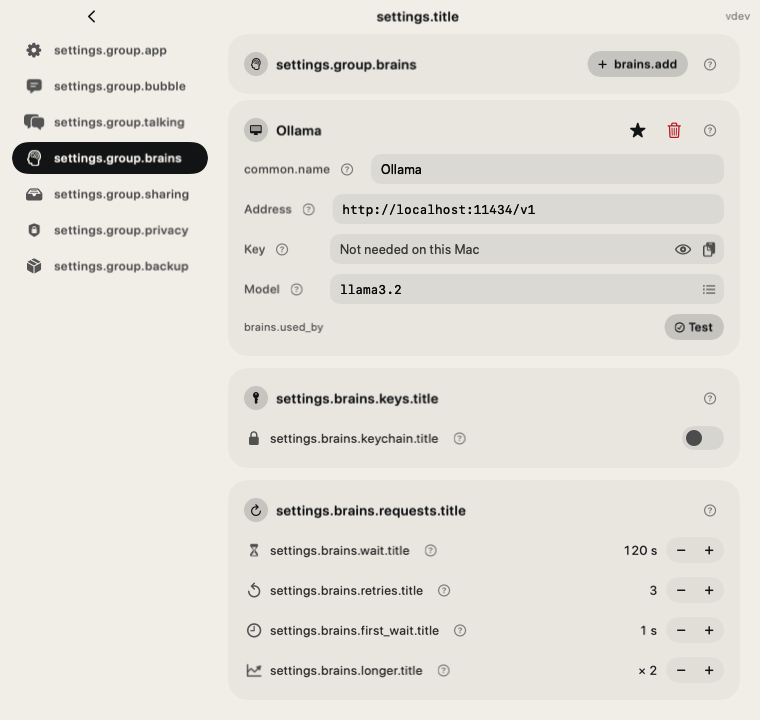 settings.title
vdev
settings.group.app
settings.group.bubble
settings.group.talking
settings.group.brains
settings.group.sharing
settings.group.privacy
settings.group.backup
settings.group.brains
+ brains.add
?
Ollama
?
common.name ? Ollama
Address ? http://localhost:11434/v1
Key ? Not needed on this Mac
Model ? llama3.2
brains.used_by
Test
settings.brains.keys.title
?
settings.brains.keychain.title ?
settings.brains.requests.title
?
settings.brains.wait.title ? 120 s − +
settings.brains.retries.title ? 3 − +
settings.brains.first_wait.title ? 1 s − +
settings.brains.longer.title ? × 2 − +